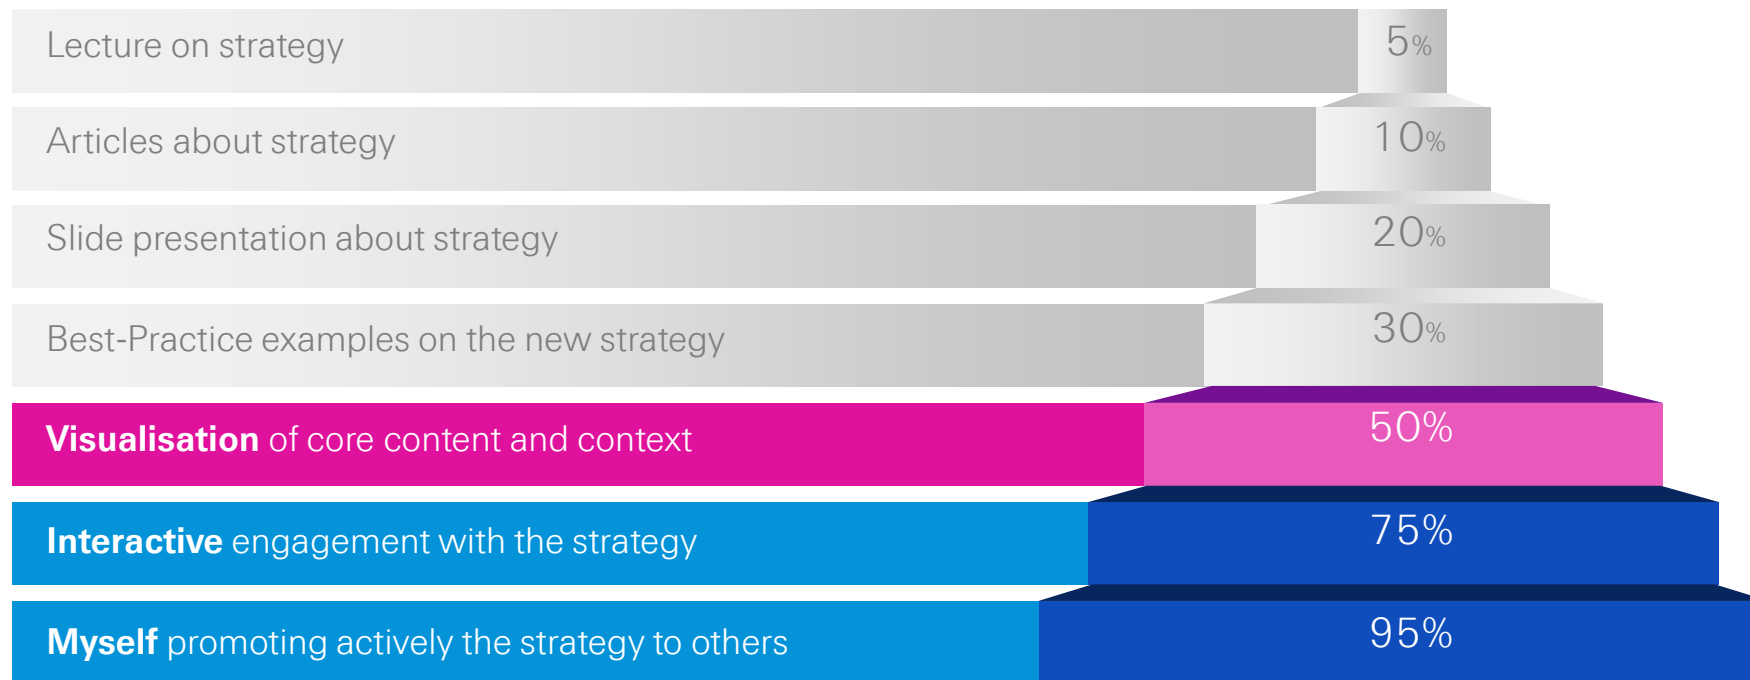 Lecture on strategy 5%
Articles about strategy 10%
Slide presentation about strategy 20%
Best-Practice examples on the new strategy 30%
Visualisation of core content and context 50%
Interactive engagement with the strategy 75%
Myself promoting actively the strategy to others 95%